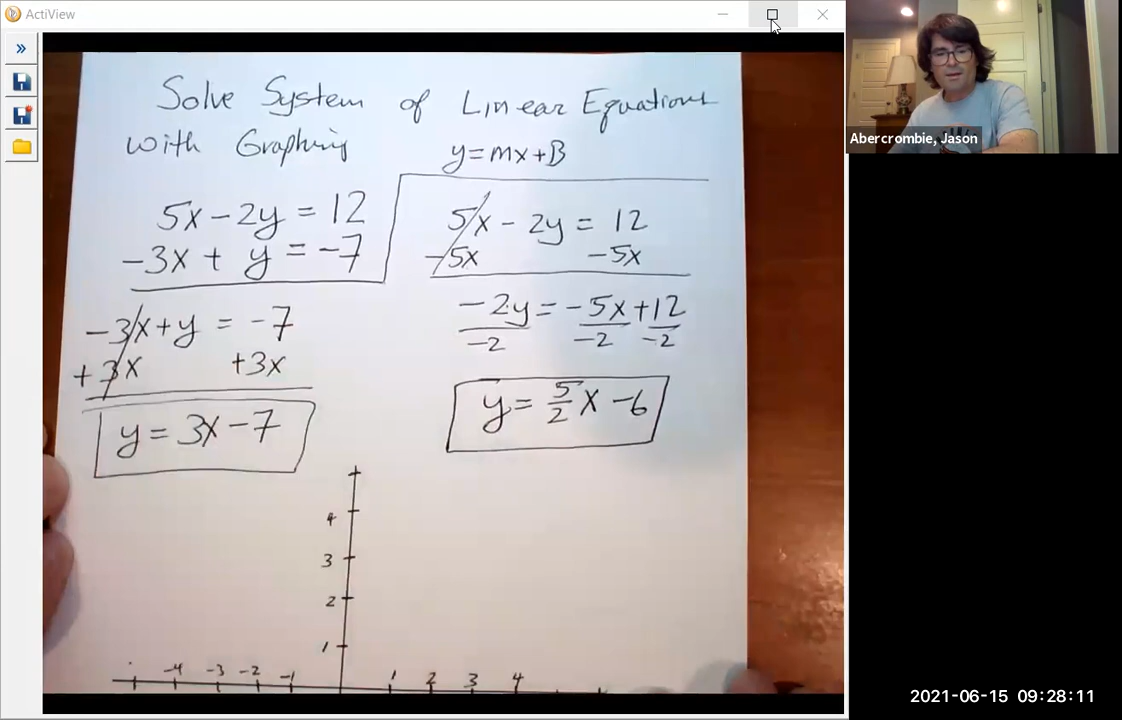 ActiView
Solve System of Linear Equations
with Graphing
y=mx+B
5x-2y=12
-3x+y=-7
5x-2y=12
-5x -5x
-2y=-5x+12
-2 -2 -2
y=5/2x-6
-3x+y=-7
+3x +3x
y=3x-7
4
3
2
1
-4 -3 -2 -1 1 2 3 4
Abercrombie, Jason
2021-06-15 09:28:11